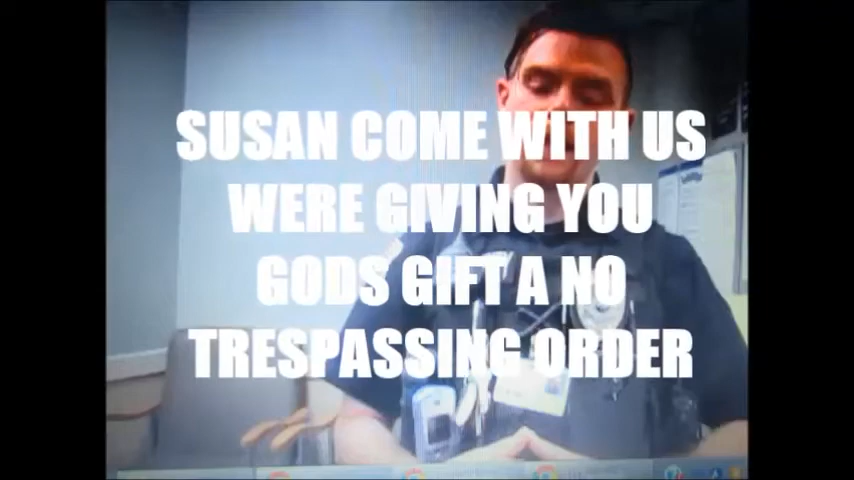 SUSAN COME WITH US
WERE GIVING YOU
GODS GIFT A NO
TRESPASSING ORDER